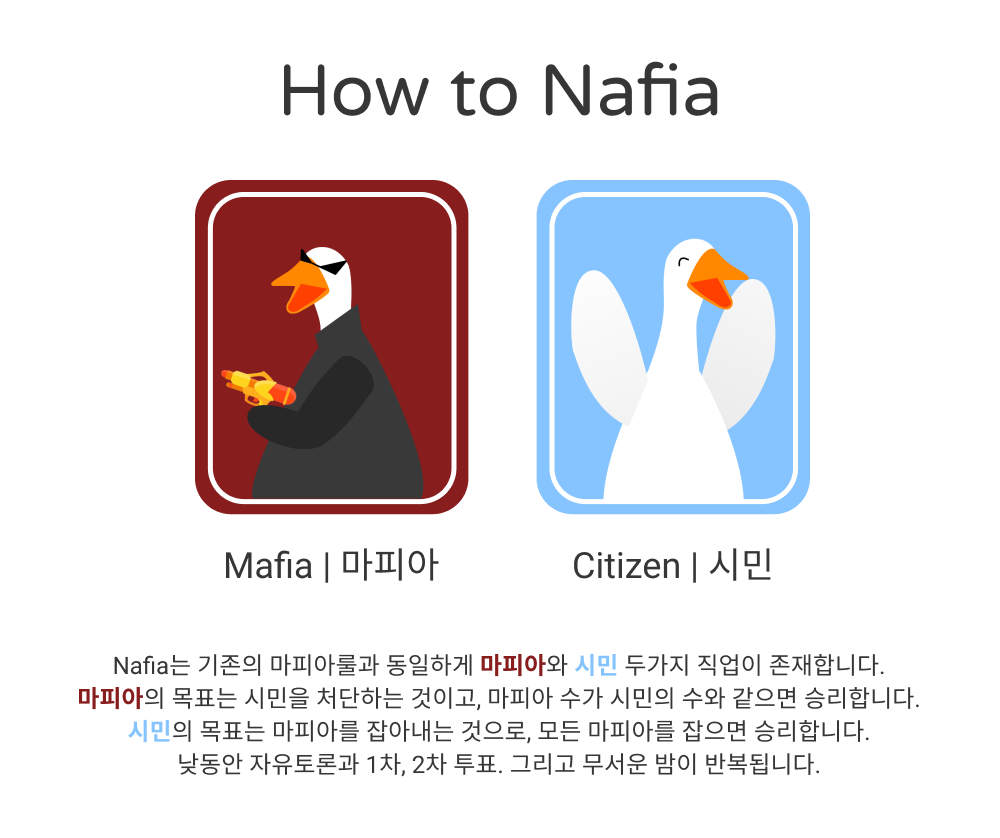 How to Nafia
Mafia | 마피아
Citizen | 시민
Nafia는 기존의 마피아룰과 동일하게 마피아와 시민 두가지 직업이 존재합니다.
마피아의 목표는 시민을 처단하는 것이고, 마피아 수가 시민의 수와 같으면 승리합니다.
시민의 목표는 마피아를 잡아내는 것으로, 모든 마피아를 잡으면 승리합니다.
낮동안 자유토론과 1차, 2차 투표. 그리고 무서운 밤이 반복됩니다.